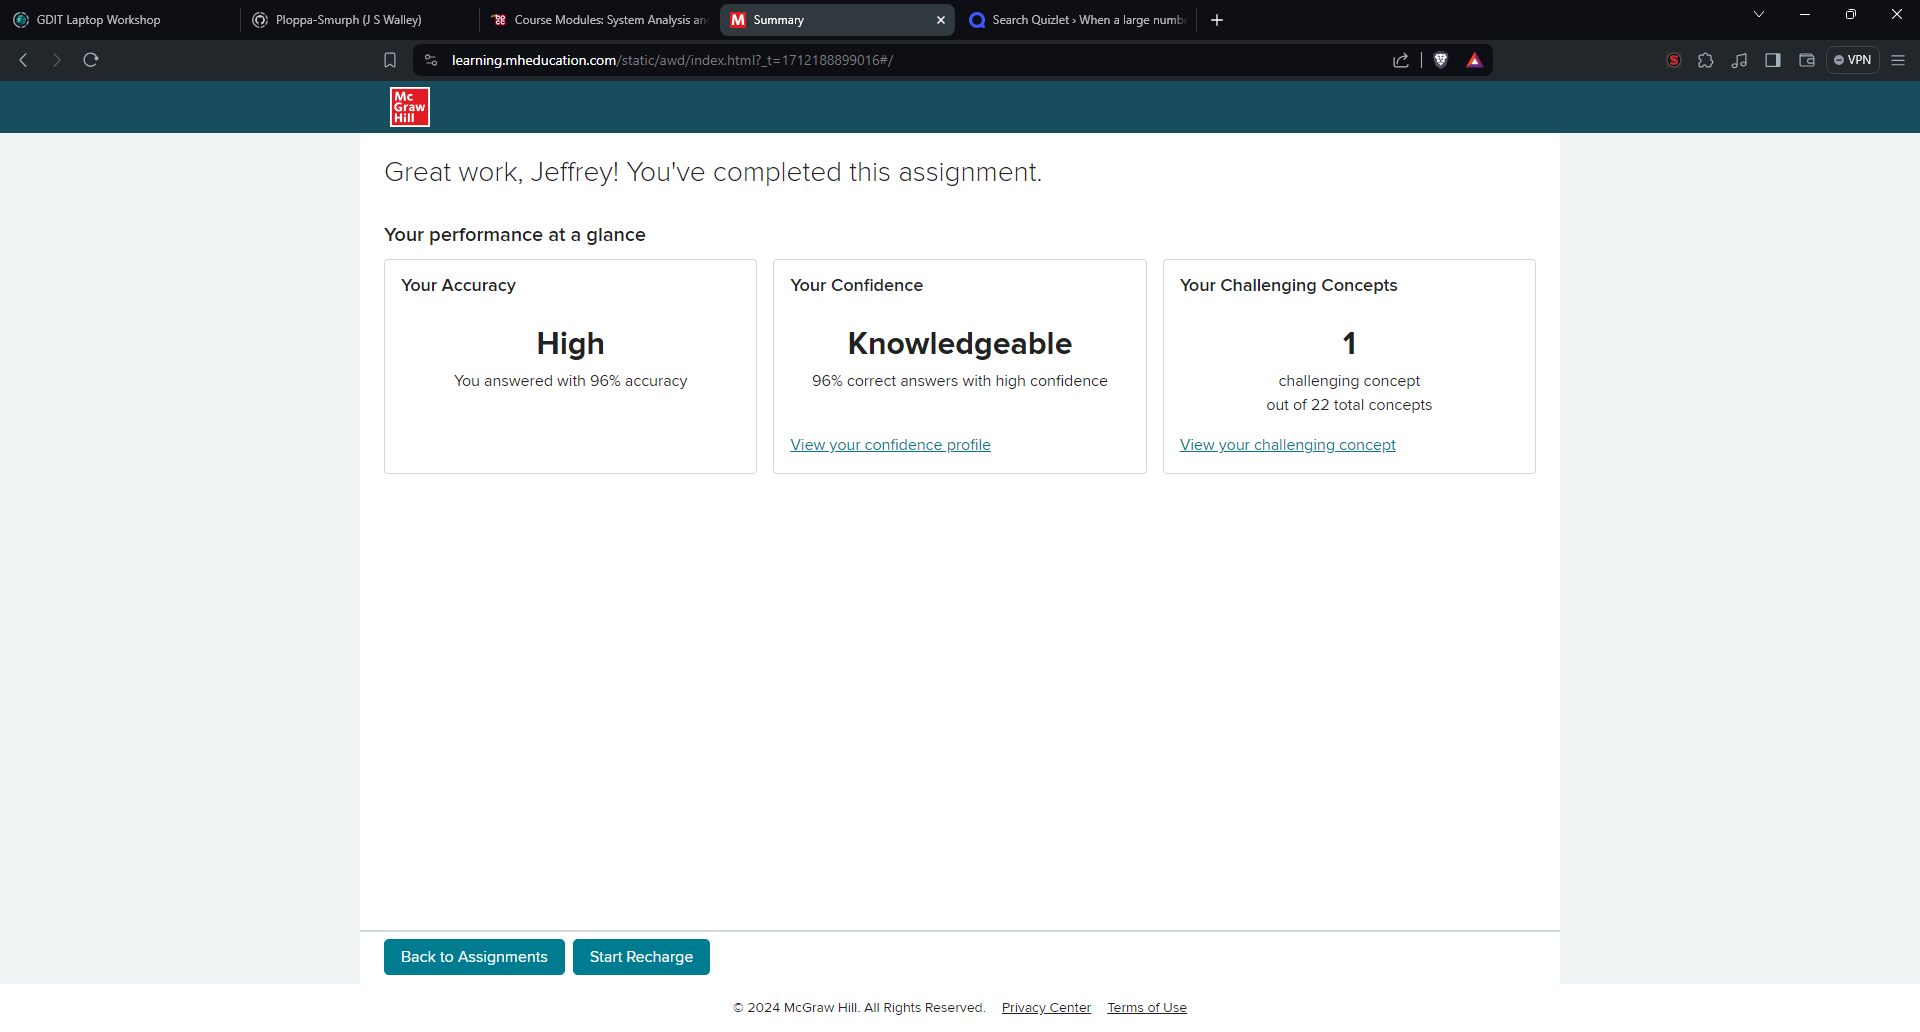 GDIT Laptop Workshop
Ploppa-Smurph (J S Walley)
Course Modules: System Analysis an
Summary
Search Quizlet › When a large numb
learning.mheducation.com/static/awd/index.html?_t=1712188899016#/
VPN
Mc
Graw
Hill
Great work, Jeffrey! You've completed this assignment.
Your performance at a glance
Your Accuracy
High
You answered with 96% accuracy
Your Confidence
Knowledgeable
96% correct answers with high confidence
View your confidence profile
Your Challenging Concepts
1
challenging concept
out of 22 total concepts
View your challenging concept
Back to Assignments
Start Recharge
© 2024 McGraw Hill. All Rights Reserved. Privacy Center Terms of Use